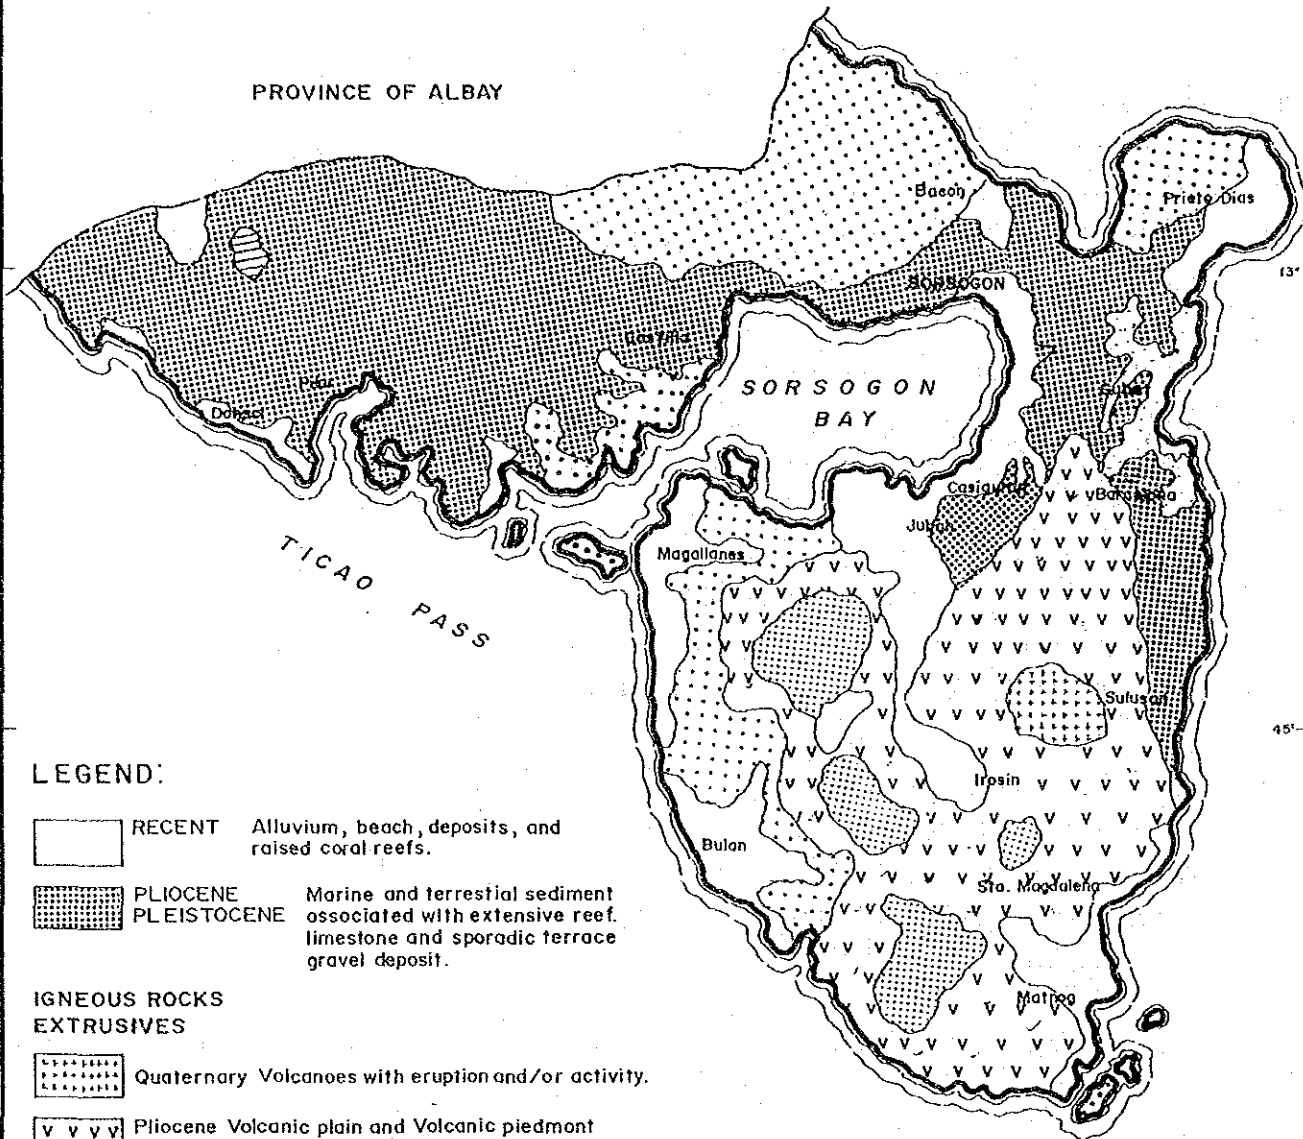 PROVINCE OF ALBAY
Bacon
Prieto Dias
13°
SORSOGON
Castilla
SORSOGON
BAY
Pilar
Gubat
Donsol
Casiguran
Barcelona
Juban
Magallanes
TICAO PASS
Sulusan
45'
LEGEND:
Irosin
RECENT Alluvium, beach, deposits, and
raised coral reefs.
Bulan
Sta. Magdalena
PLIOCENE Marine and terrestial sediment
PLEISTOCENE associated with extensive reef.
limestone and sporadic terrace
gravel deposit.
IGNEOUS ROCKS
EXTRUSIVES
Matnog
Quaternary Volcanoes with eruption and/or activity.
V V V V Pliocene Volcanic plain and Volcanic piedmont